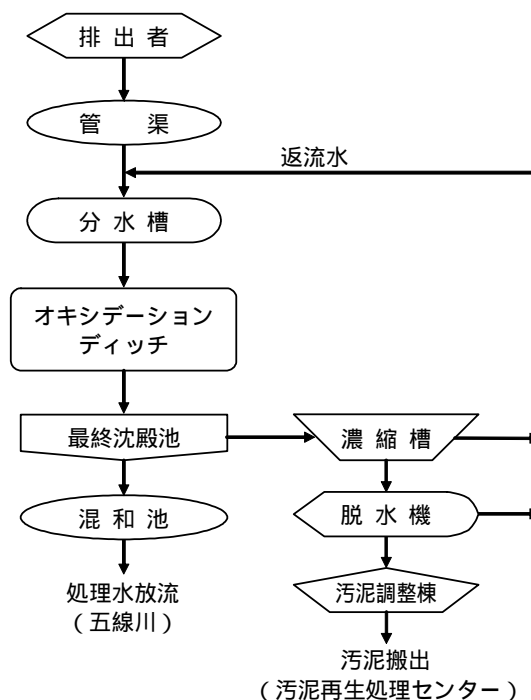 排出者
管　渠
返流水
分水槽
オキシデーション
ディッチ
最終沈殿池
濃縮槽
混和池
脱水機
処理水放流
（五線川）
汚泥調整棟
汚泥搬出
（汚泥再生処理センター）